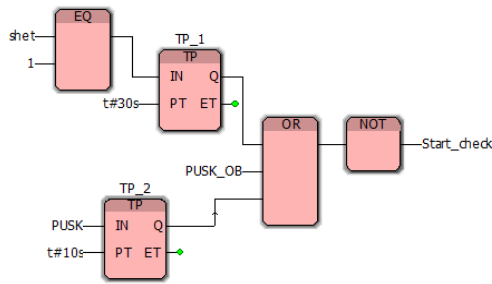 EQ
shet
1
TP_1
TP
IN Q
t#30s PT ET
OR
NOT
Start_check
PUSK_OB
TP_2
TP
PUSK IN Q
t#10s PT ET